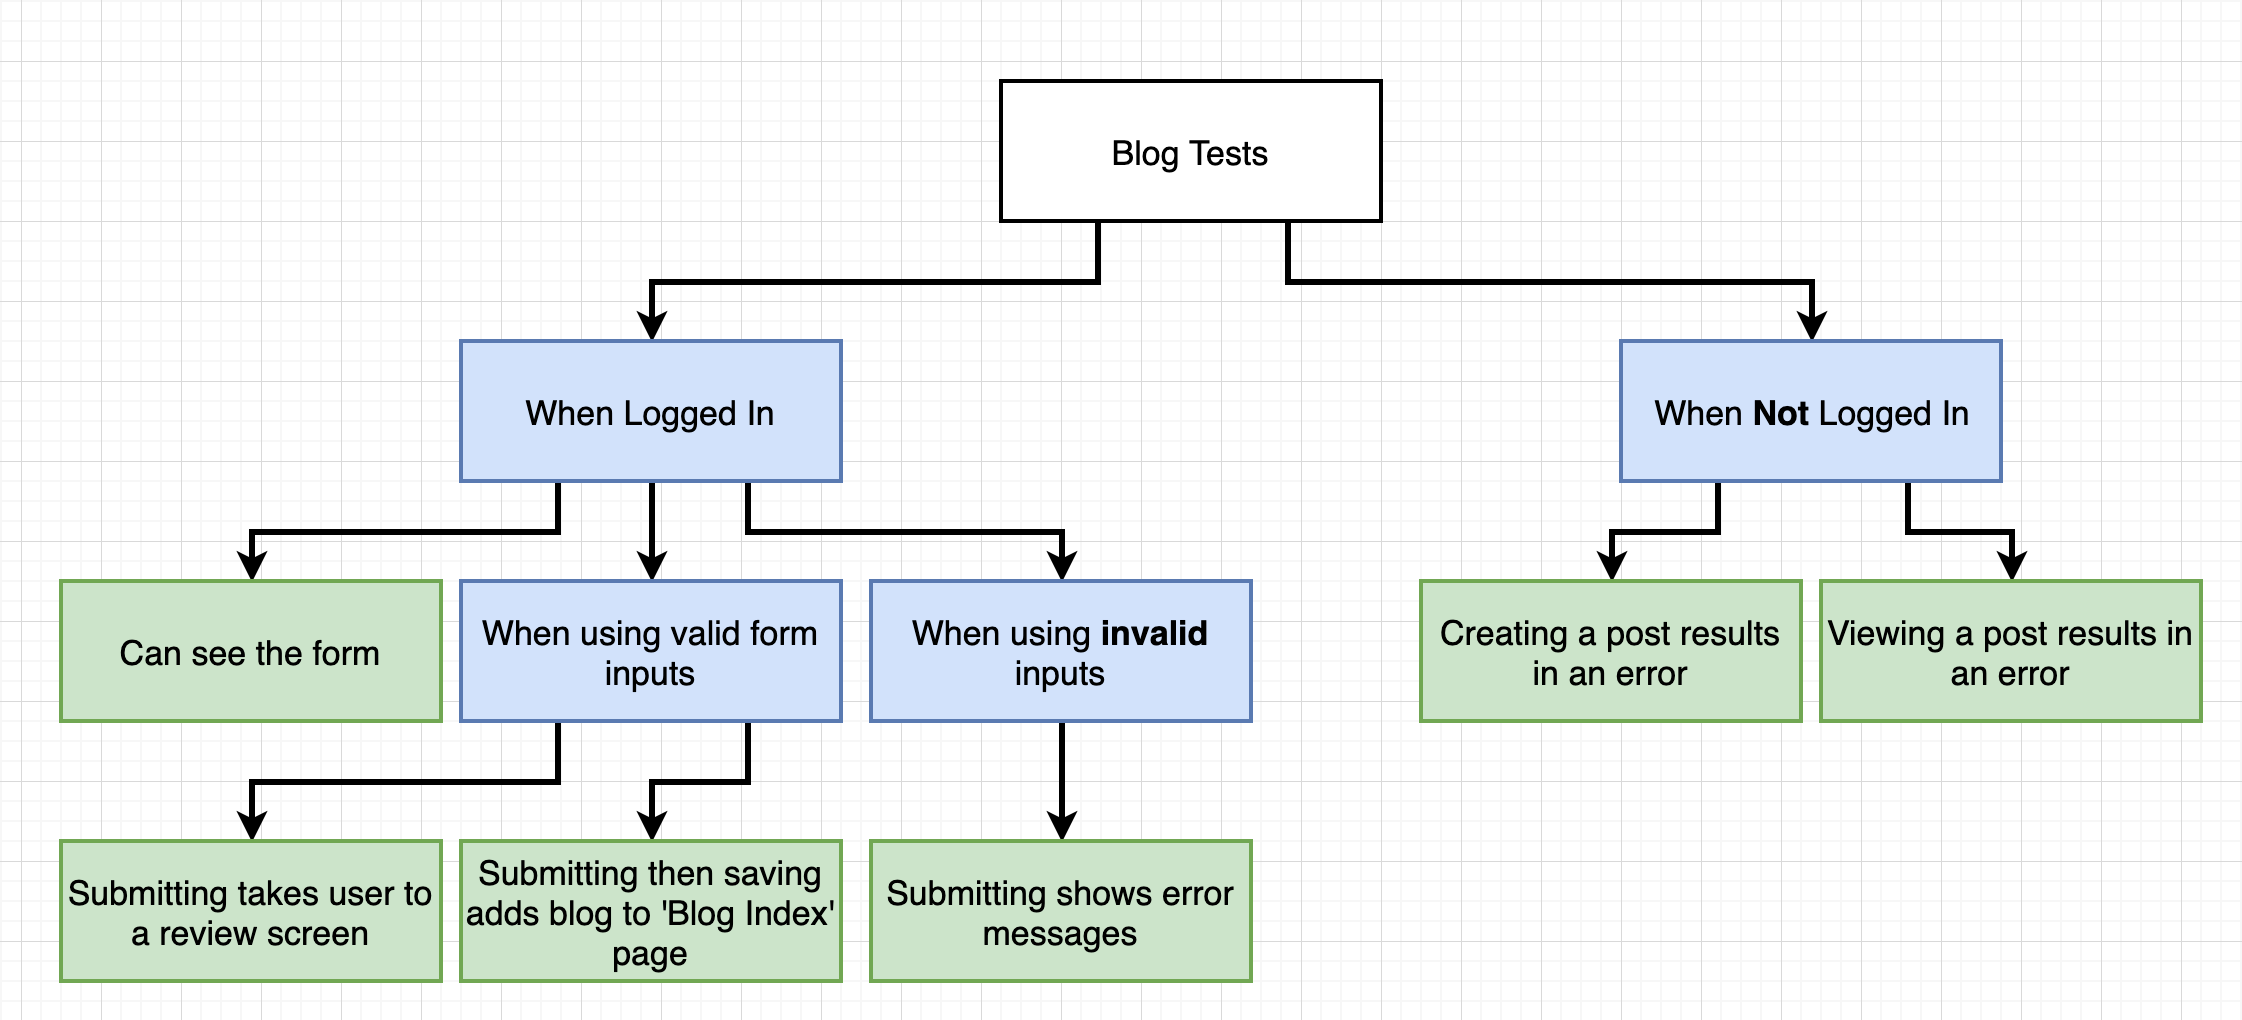 Blog Tests
When Logged In
When Not Logged In
Can see the form
When using valid form
inputs
When using invalid
inputs
Creating a post results
in an error
Viewing a post results in
an error
Submitting takes user to
a review screen
Submitting then saving
adds blog to 'Blog Index'
page
Submitting shows error
messages